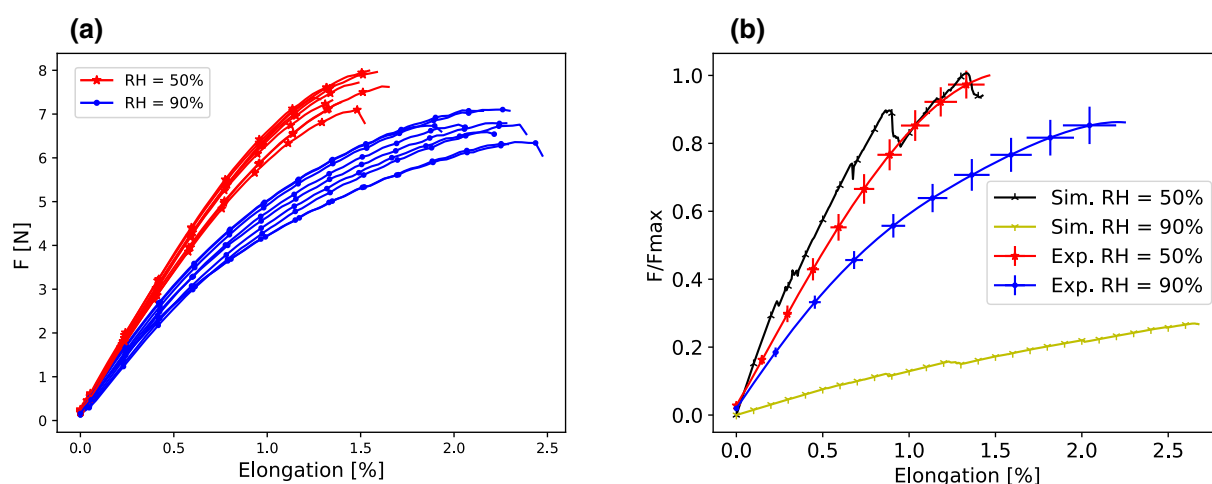 (a)
8
7
6
5
4
3
2
1
0
F [N]
RH = 50%
RH = 90%
0.0 0.5 1.0 1.5 2.0 2.5
Elongation [%]
(b)
1.0
0.8
0.6
0.4
0.2
0.0
F/Fmax
Sim. RH = 50%
Sim. RH = 90%
Exp. RH = 50%
Exp. RH = 90%
0.0 0.5 1.0 1.5 2.0 2.5
Elongation [%]